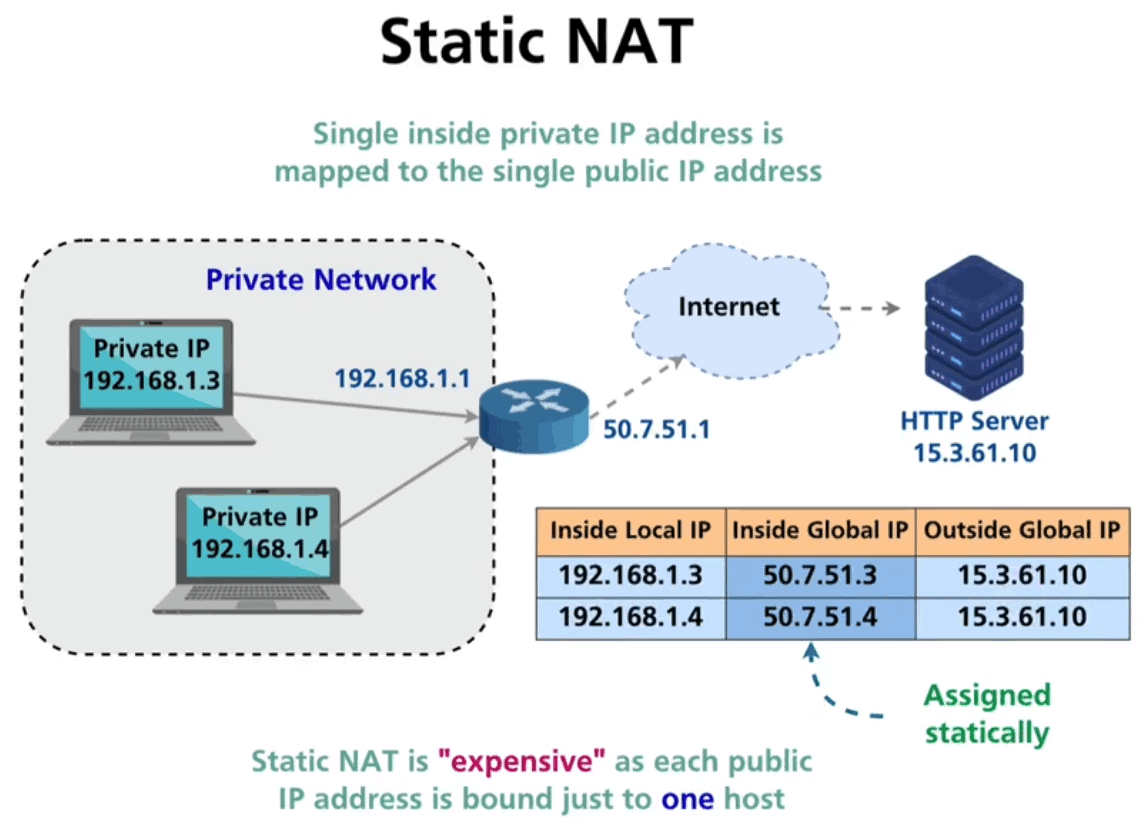 Static NAT
Single inside private IP address is
mapped to the single public IP address
Private Network
Private IP
192.168.1.3
192.168.1.1
Private IP
192.168.1.4
50.7.51.1
Internet
HTTP Server
15.3.61.10
Inside Local IP Inside Global IP Outside Global IP
192.168.1.3 50.7.51.3 15.3.61.10
192.168.1.4 50.7.51.4 15.3.61.10
Assigned
statically
Static NAT is "expensive" as each public
IP address is bound just to one host